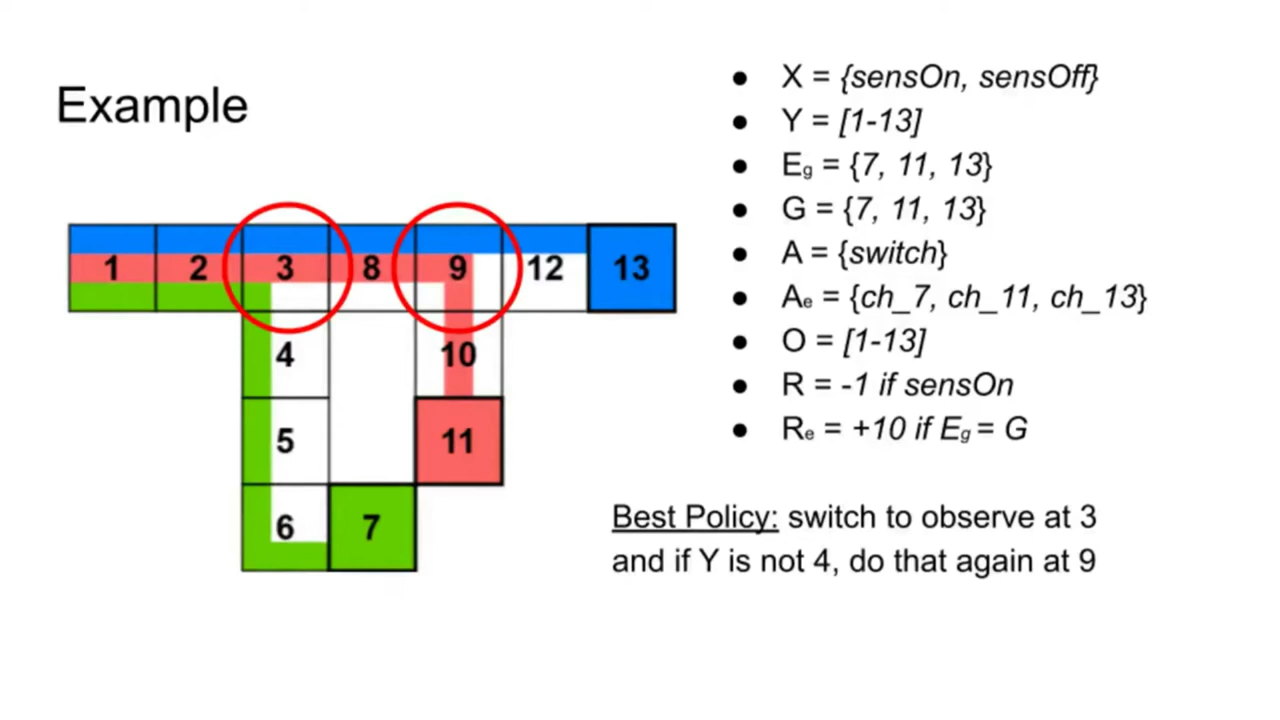 Example
1 2 3 8 9 12 13
4 10
5 11
6 7
● X = {sensOn, sensOff}
● Y = [1-13]
● Eg = {7, 11, 13}
● G = {7, 11, 13}
● A = {switch}
● Ae = {ch_7, ch_11, ch_13}
● O = [1-13]
● R = -1 if sensOn
● Re = +10 if Eg = G
Best Policy: switch to observe at 3
and if Y is not 4, do that again at 9